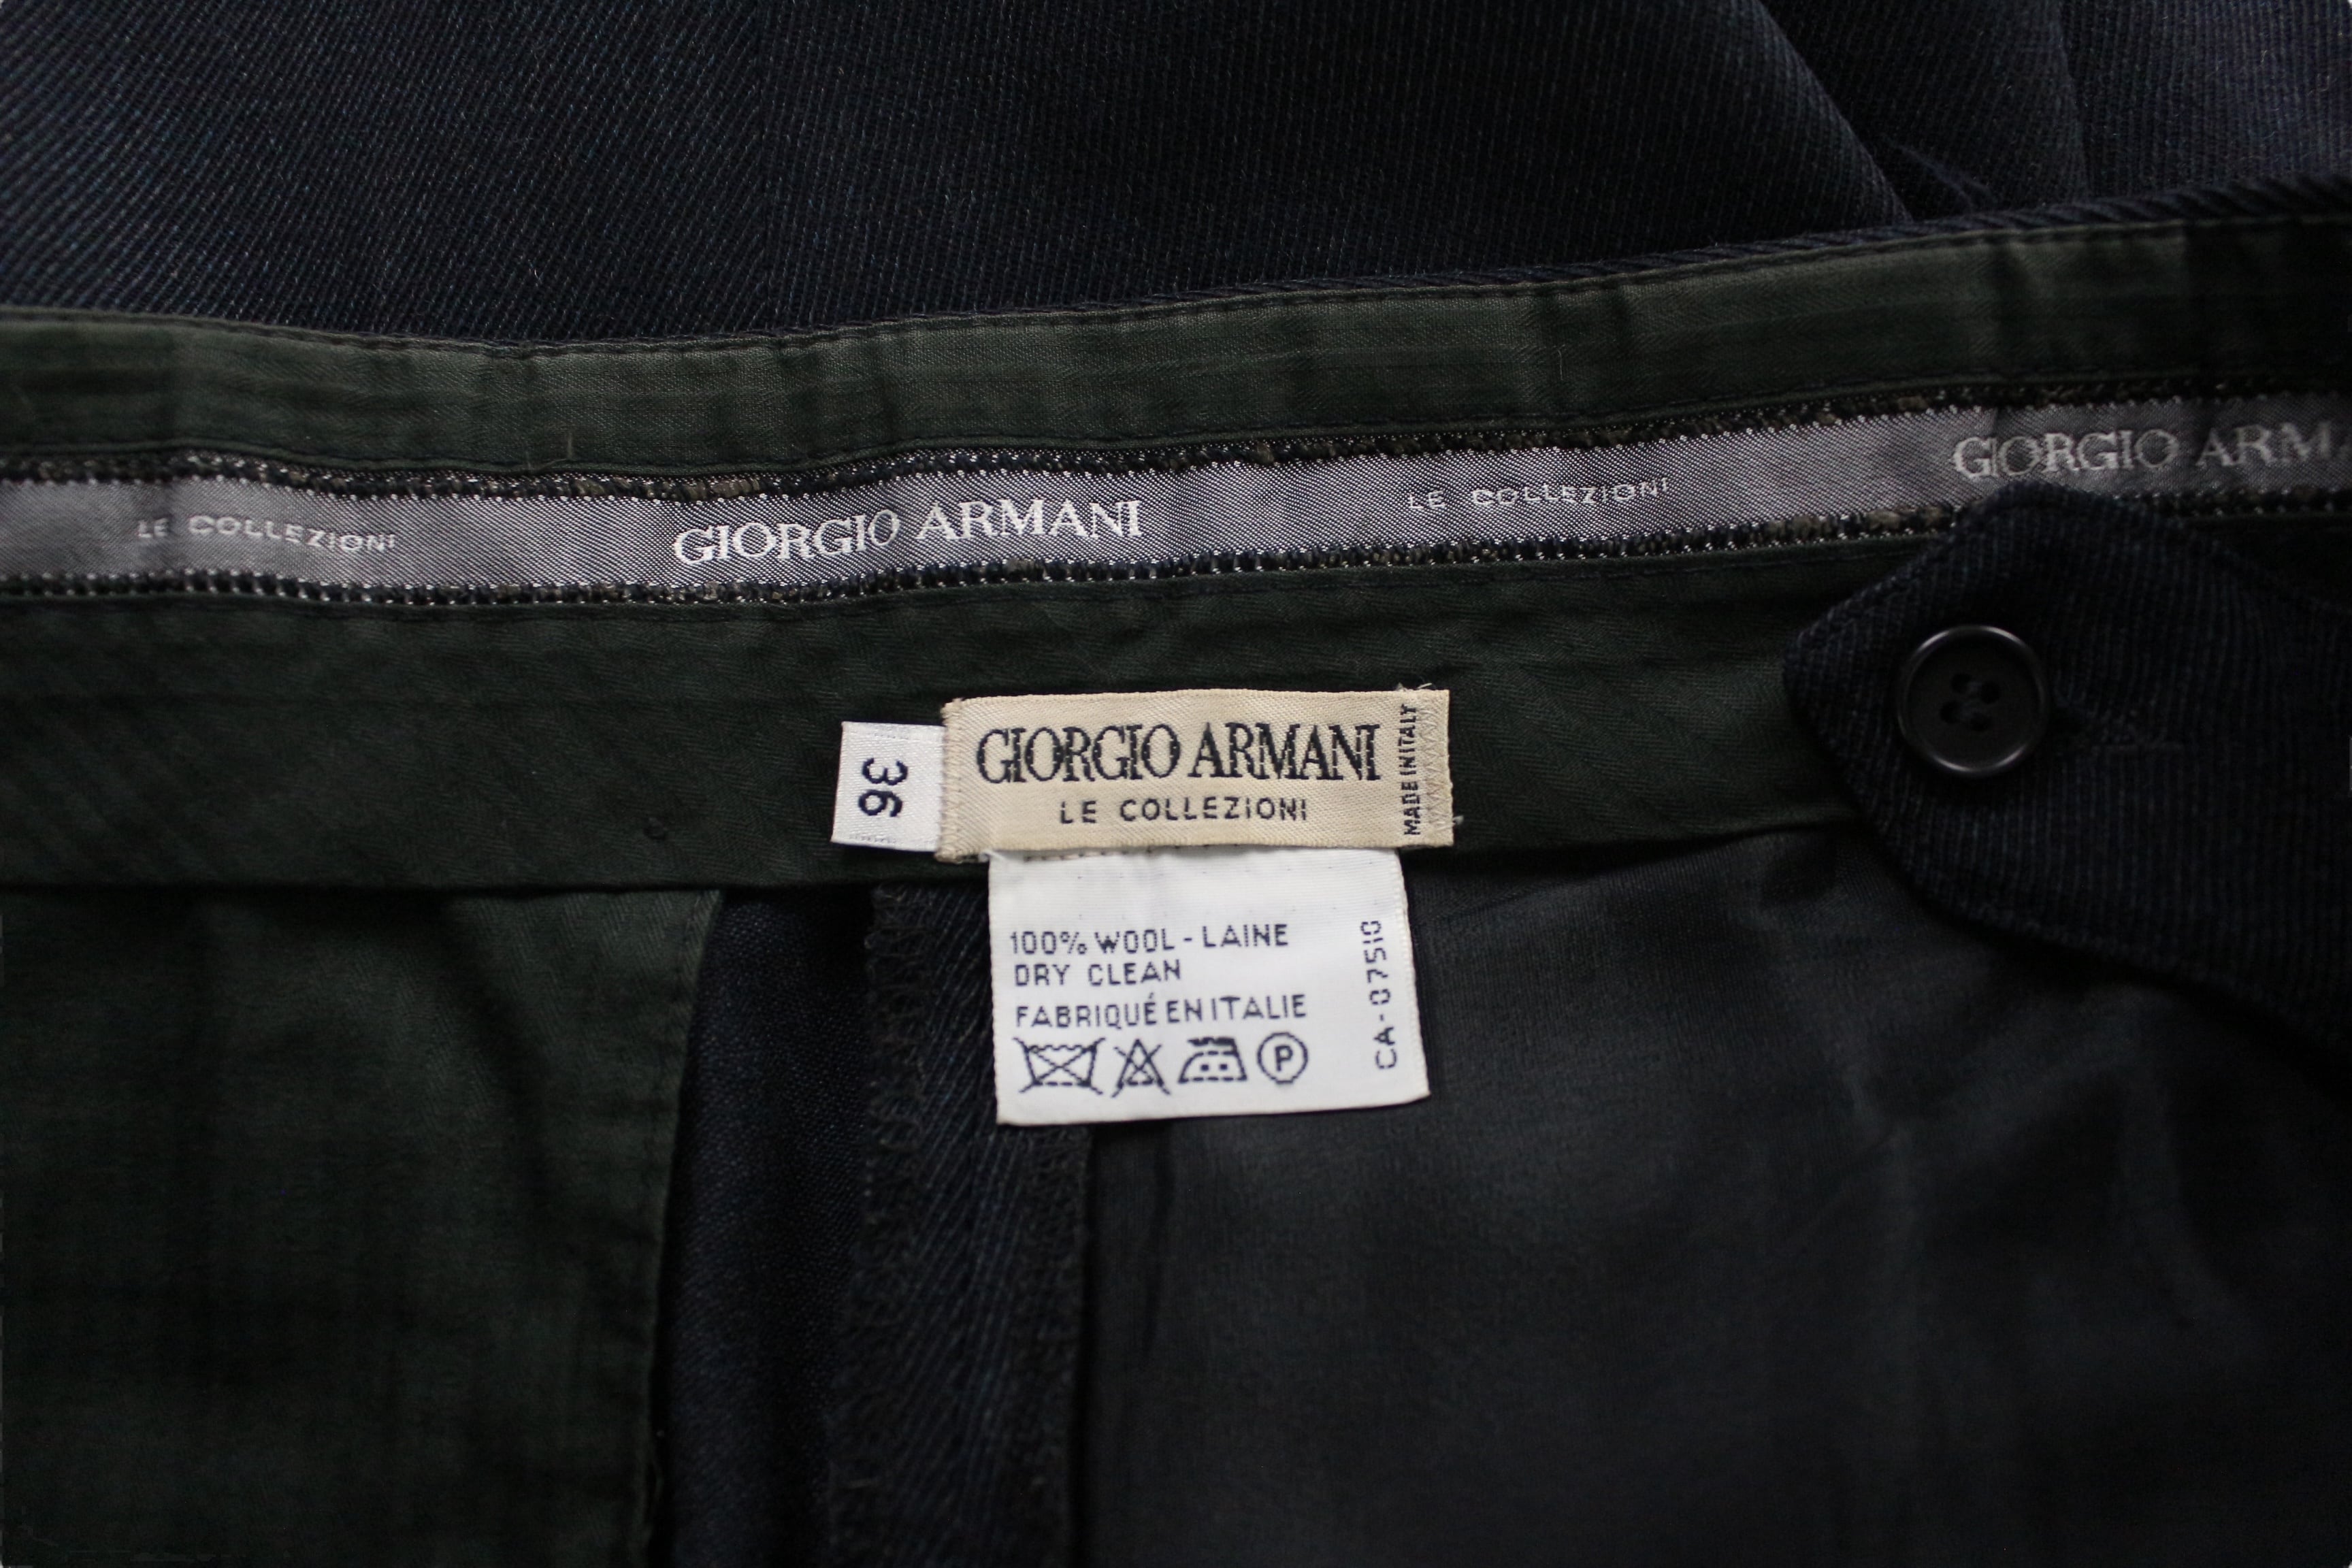 LE COLLEZIONI
GIORGIO ARMANI
LE COLLEZIONI
GIORGIO ARM
36
GIORGIO ARMANI
LE COLLEZIONI
MADE IN ITALY
100% WOOL - LAINE
DRY CLEAN
FABRIQUÉ EN ITALIE
P
CA-07510